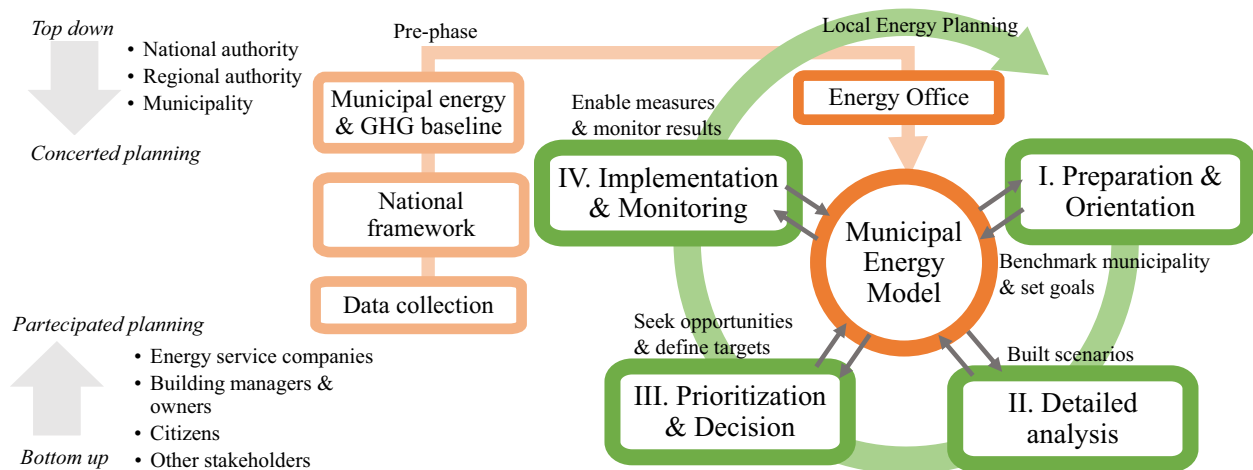 Top down
• National authority
• Regional authority
• Municipality
Concerted planning
Partecipated planning
• Energy service companies
• Building managers &
owners
• Citizens
• Other stakeholders
Bottom up
Pre-phase
Municipal energy
& GHG baseline
National
framework
Data collection
Local Energy Planning
Energy Office
Enable measures
& monitor results
IV. Implementation
& Monitoring
I. Preparation &
Orientation
Municipal
Energy
Model
Benchmark municipality
& set goals
Seek opportunities
& define targets
Built scenarios
III. Prioritization
& Decision
II. Detailed
analysis